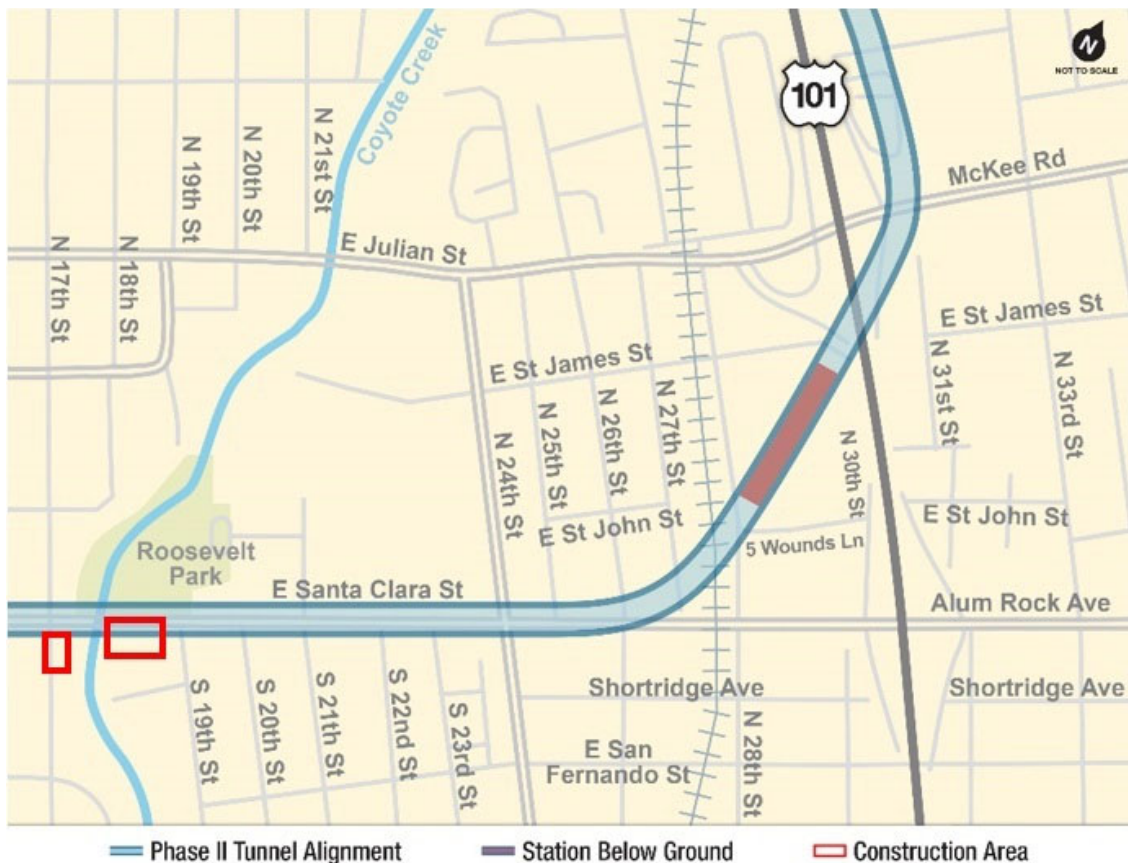 N
NOT TO SCALE
101
Coyote Creek
N 19th St
N 20th St
N 21st St
McKee Rd
N 17th St
N 18th St
E Julian St
E St James St
E St James St
N 24th St
N 25th St
N 26th St
N 27th St
N 30th St
N 31st St
N 33rd St
E St John St
E St John St
5 Wounds Ln
Roosevelt
Park
E Santa Clara St
Alum Rock Ave
S 19th St
S 20th St
S 21th St
S 22nd St
S 23rd St
Shortridge Ave
Shortridge Ave
N 28th St
E San
Fernando St
Phase II Tunnel Alignment
Station Below Ground
Construction Area